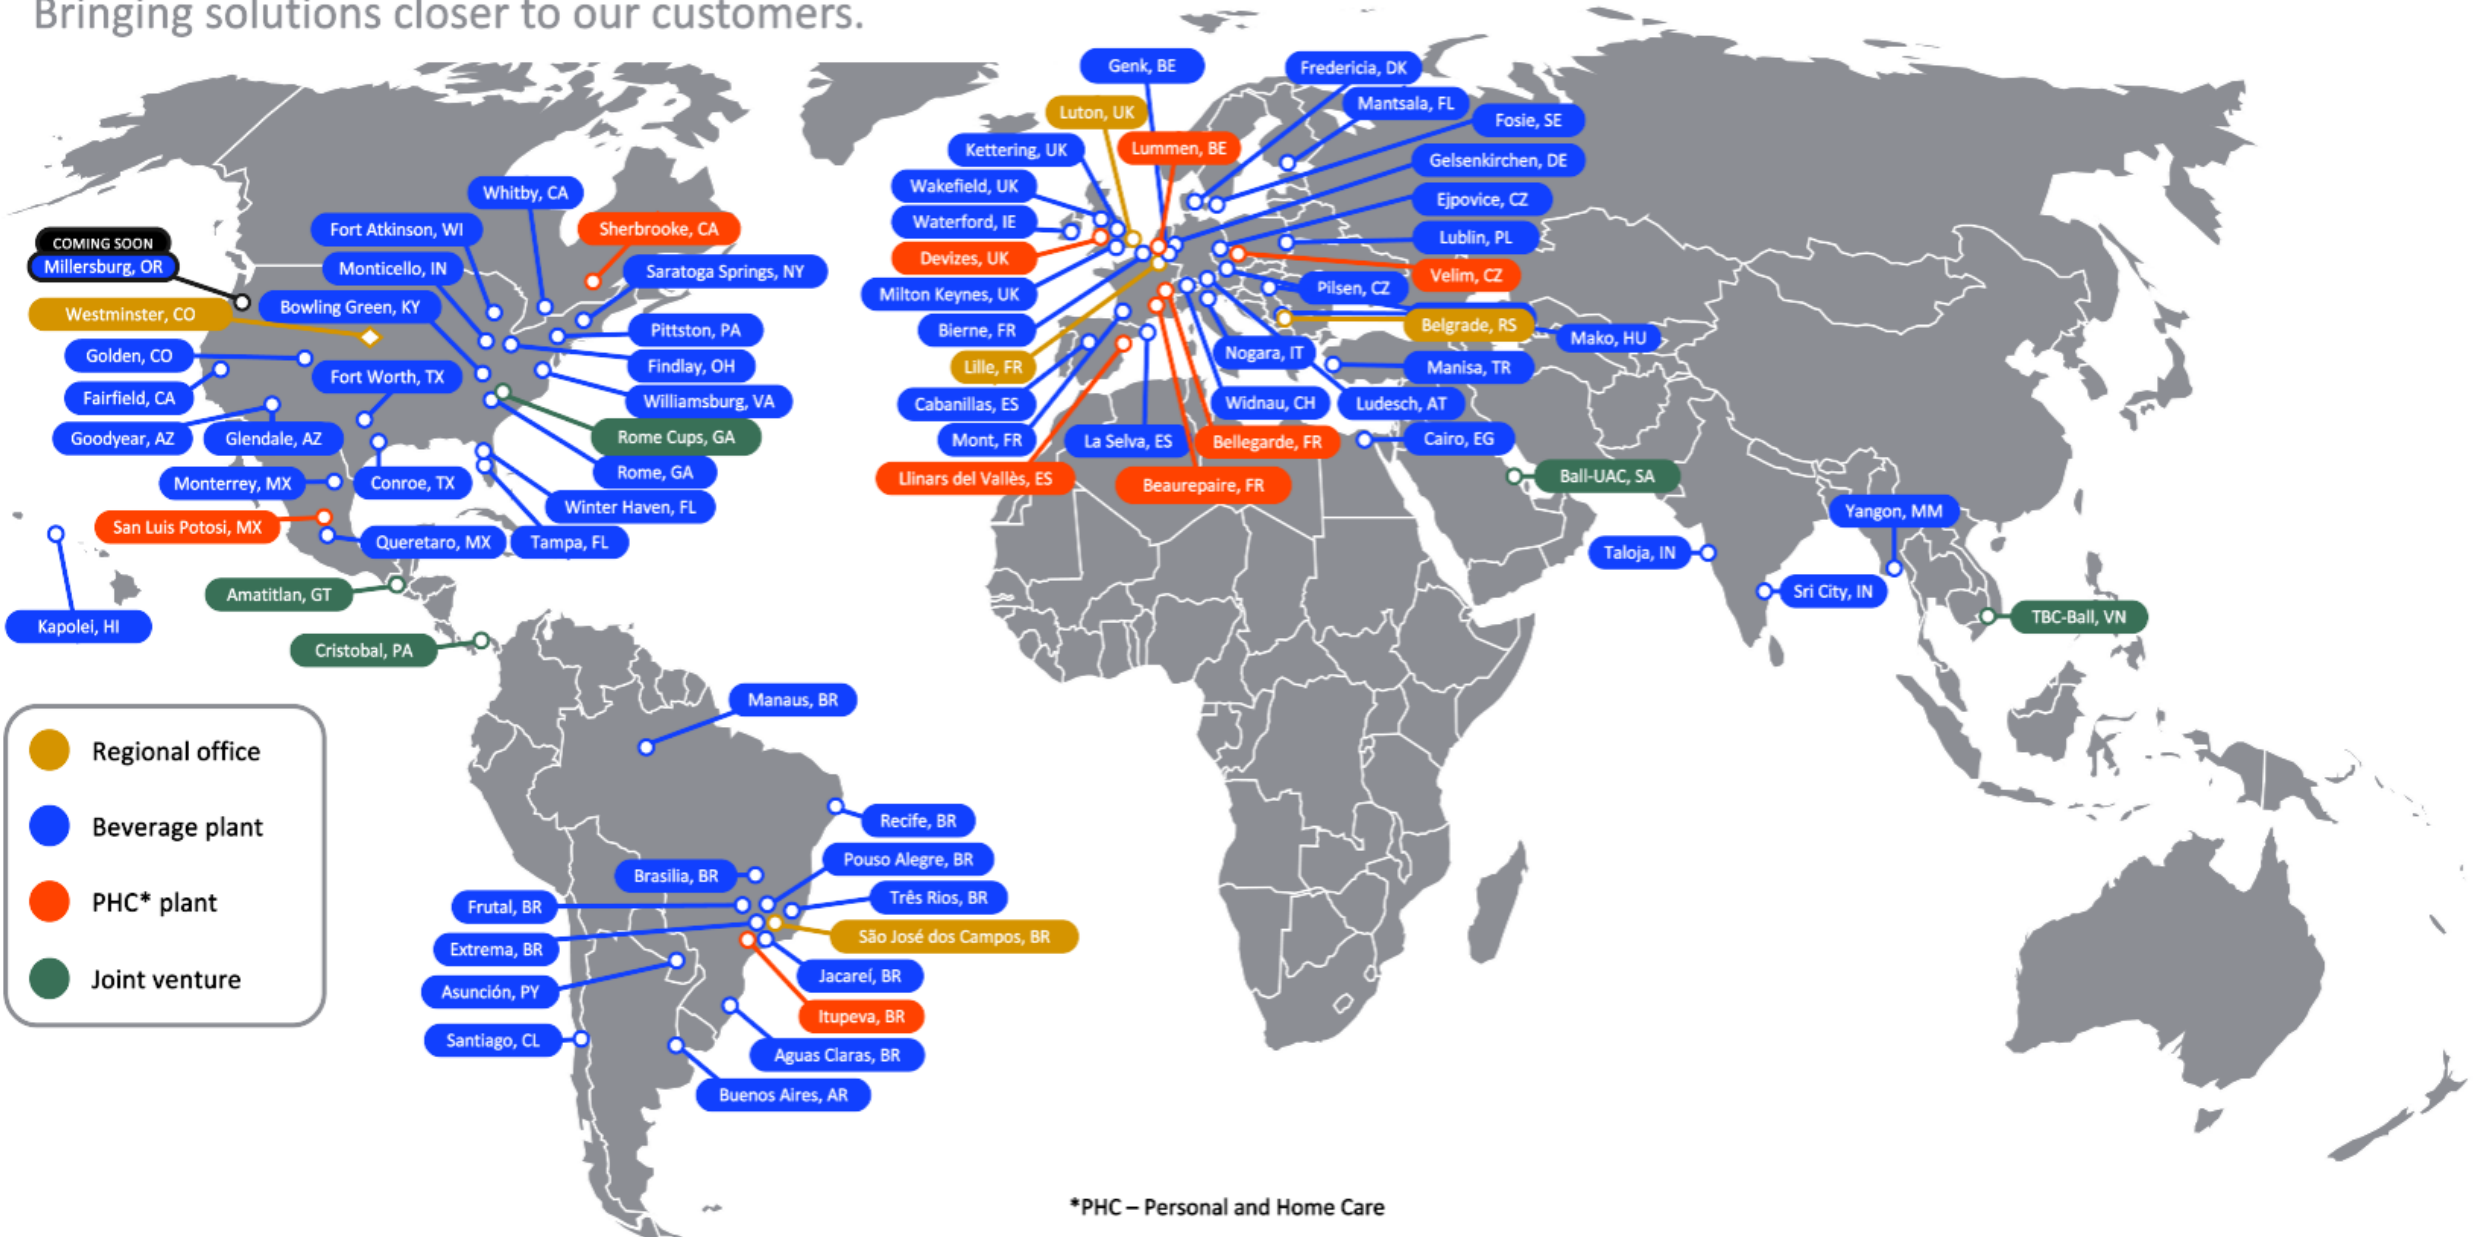 Bringing solutions closer to our customers.
Genk, BE
Fredericia, DK
Luton, UK
Mantsala, FL
Fosie, SE
Kettering, UK
Lummen, BE
Gelsenkirchen, DE
Wakefield, UK
Whitby, CA
Ejpovice, CZ
Waterford, IE
Fort Atkinson, WI
Sherbrooke, CA
Lublin, PL
COMING SOON
Millersburg, OR
Devizes, UK
Monticello, IN
Saratoga Springs, NY
Velim, CZ
Milton Keynes, UK
Pilsen, CZ
Bowling Green, KY
Westminster, CO
Belgrade, RS
Bierne, FR
Pittston, PA
Mako, HU
Golden, CO
Nogara, IT
Findlay, OH
Lille, FR
Manisa, TR
Fort Worth, TX
Fairfield, CA
Williamsburg, VA
Cabanillas, ES
Widnau, CH
Ludesch, AT
Goodyear, AZ
Glendale, AZ
Rome Cups, GA
Mont, FR
La Selva, ES
Bellegarde, FR
Cairo, EG
Rome, GA
Llinars del Vallès, ES
Ball-UAC, SA
Monterrey, MX
Conroe, TX
Beaurepaire, FR
Winter Haven, FL
Yangon, MM
San Luis Potosi, MX
Queretaro, MX
Tampa, FL
Taloja, IN
Amatitlan, GT
Sri City, IN
TBC-Ball, VN
Kapolei, HI
Cristobal, PA
Manaus, BR
Regional office
Beverage plant
PHC* plant
Joint venture
Recife, BR
Pouso Alegre, BR
Brasilia, BR
Três Rios, BR
Frutal, BR
São José dos Campos, BR
Extrema, BR
Jacareí, BR
Asunción, PY
Itupeva, BR
Santiago, CL
Aguas Claras, BR
Buenos Aires, AR
*PHC – Personal and Home Care